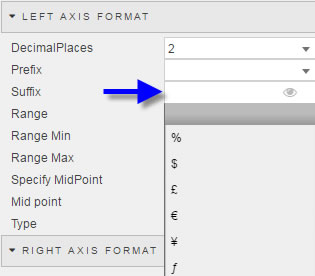 LEFT AXIS FORMAT
DecimalPlaces 2
Prefix
Suffix
Range
Range Min
%
Range Max
$
Specify MidPoint
£
Mid point
€
Type
¥
RIGHT AXIS FORMAT
ƒ